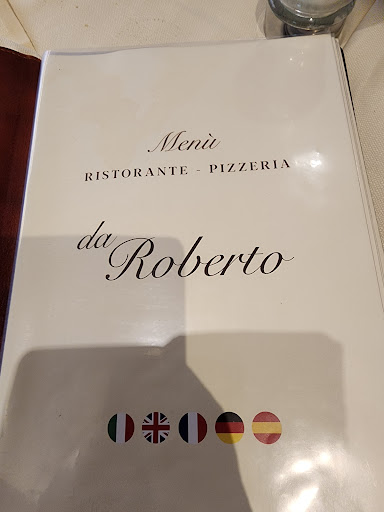 Menù
RISTORANTE - PIZZERIA
da Roberto